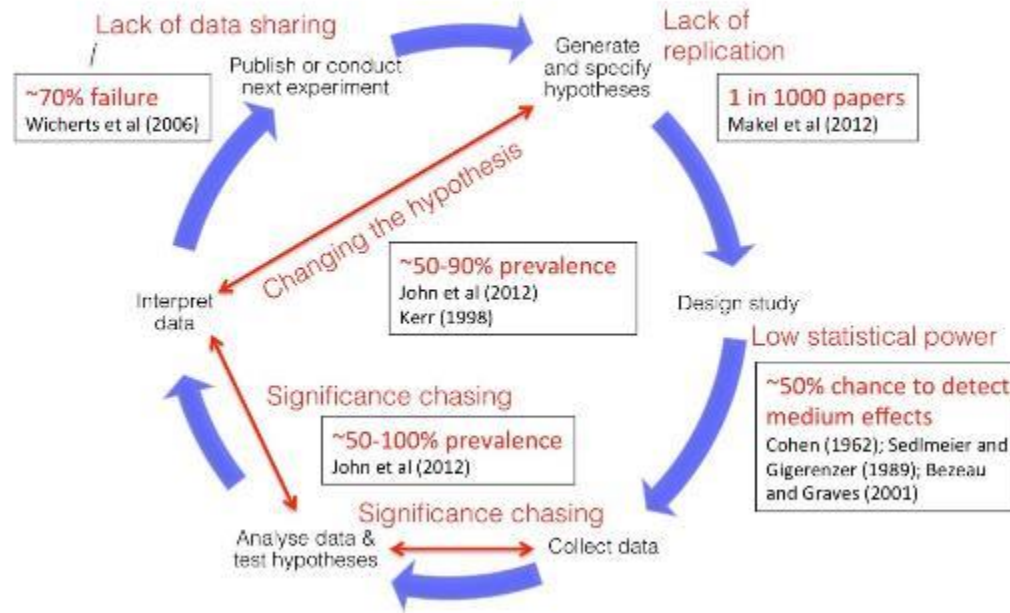 Lack of data sharing
~70% failure
Wicherts et al (2006)
Publish or conduct
next experiment
Generate
and specify
hypotheses
Lack of
replication
1 in 1000 papers
Makel et al (2012)
Changing the hypothesis
~50-90% prevalence
John et al (2012)
Kerr (1998)
Interpret
data
Design study
Low statistical power
~50% chance to detect
medium effects
Cohen (1962); Sedlmeier and
Gigerenzer (1989); Bezeau
and Graves (2001)
Significance chasing
~50-100% prevalence
John et al (2012)
Significance chasing
Analyse data &
test hypotheses
Collect data